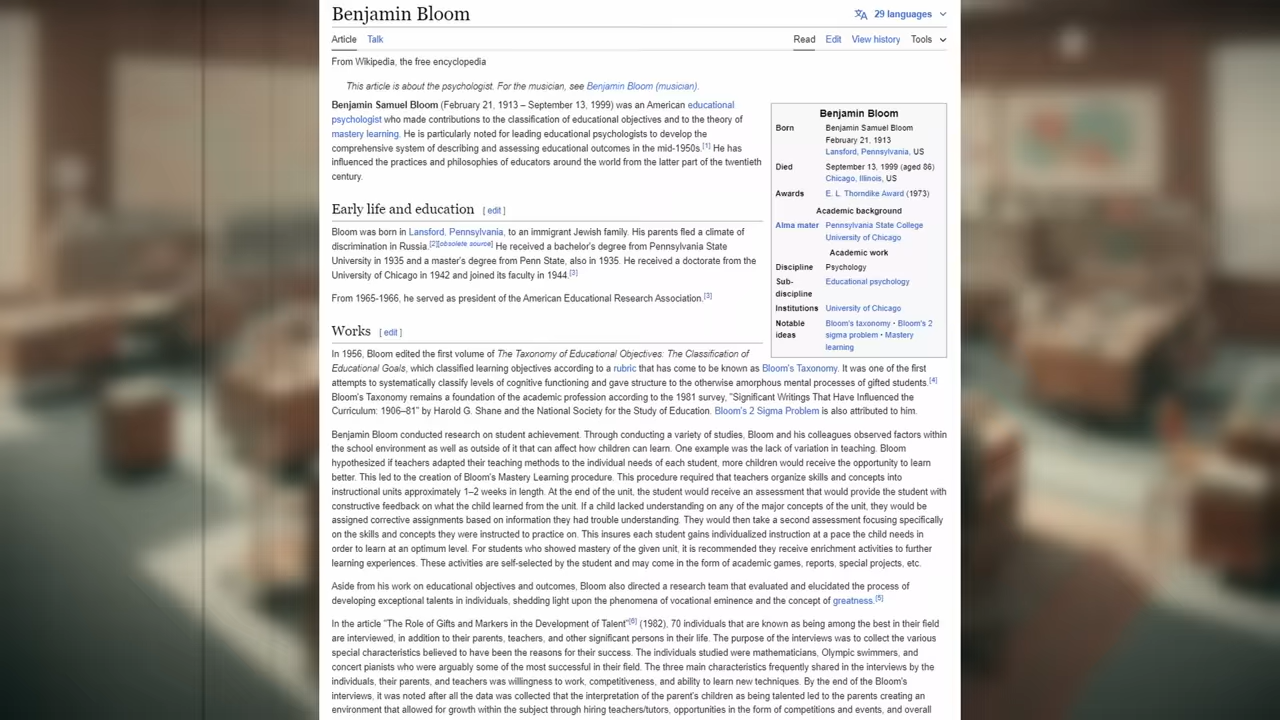 Benjamin Bloom
29 languages
Article Talk Read Edit View history Tools
From Wikipedia, the free encyclopedia
This article is about the psychologist. For the musician, see Benjamin Bloom (musician).
Benjamin Samuel Bloom (February 21, 1913 – September 13, 1999) was an American educational
psychologist who made contributions to the classification of educational objectives and to the theory of
mastery learning. He is particularly noted for leading educational psychologists to develop the
comprehensive system of describing and assessing educational outcomes in the mid-1950s.[1] He has
influenced the practices and philosophies of educators around the world from the latter part of the twentieth
century.
Benjamin Bloom
Born Benjamin Samuel Bloom
February 21, 1913
Lansford, Pennsylvania, US
Died September 13, 1999 (aged 86)
Chicago, Illinois, US
Awards E. L. Thorndike Award (1973)
Academic background
Alma mater Pennsylvania State College
University of Chicago
Academic work
Discipline Psychology
Sub-
discipline
Educational psychology
Institutions University of Chicago
Notable
ideas
Bloom's taxonomy · Bloom's 2
sigma problem · Mastery
learning
Early life and education [ edit ]
Bloom was born in Lansford, Pennsylvania, to an immigrant Jewish family. His parents fled a climate of
discrimination in Russia.[2][obsolete source] He received a bachelor's degree from Pennsylvania State
University in 1935 and a master's degree from Penn State, also in 1935. He received a doctorate from the
University of Chicago in 1942 and joined its faculty in 1944.[3]
From 1965-1966, he served as president of the American Educational Research Association.[3]
Works [ edit ]
In 1956, Bloom edited the first volume of The Taxonomy of Educational Objectives: The Classification of
Educational Goals, which classified learning objectives according to a rubric that has come to be known as Bloom's Taxonomy. It was one of the first
attempts to systematically classify levels of cognitive functioning and gave structure to the otherwise amorphous mental processes of gifted students.[4]
Bloom's Taxonomy remains a foundation of the academic profession according to the 1981 survey, "Significant Writings That Have Influenced the
Curriculum: 1906–81" by Harold G. Shane and the National Society for the Study of Education. Bloom's 2 Sigma Problem is also attributed to him.
Benjamin Bloom conducted research on student achievement. Through conducting a variety of studies, Bloom and his colleagues observed factors within
the school environment as well as outside of it that can affect how children can learn. One example was the lack of variation in teaching. Bloom
hypothesized if teachers adapted their teaching methods to the individual needs of each student, more children would receive the opportunity to learn
better. This led to the creation of Bloom's Mastery Learning procedure. This procedure required that teachers organize skills and concepts into
instructional units approximately 1–2 weeks in length. At the end of the unit, the student would receive an assessment that would provide the student with
constructive feedback on what the child learned from the unit. If a child lacked understanding on any of the major concepts of the unit, they would be
assigned corrective assignments based on information they had trouble understanding. They would then take a second assessment focusing specifically
on the skills and concepts they were instructed to practice on. This insures each student gains individualized instruction at a pace the child needs in
order to learn at an optimum level. For students who showed mastery of the given unit, it is recommended they receive enrichment activities to further
learning experiences. These activities are self-selected by the student and may come in the form of academic games, reports, special projects, etc.
Aside from his work on educational objectives and outcomes, Bloom also directed a research team that evaluated and elucidated the process of
developing exceptional talents in individuals, shedding light upon the phenomena of vocational eminence and the concept of greatness.[5]
In the article "The Role of Gifts and Markers in the Development of Talent"[6] (1982), 70 individuals that are known as being among the best in their field
are interviewed, in addition to their parents, teachers, and other significant persons in their life. The purpose of the interviews was to collect the various
special characteristics believed to have been the reasons for their success. The individuals studied were mathematicians, Olympic swimmers, and
concert pianists who were arguably some of the most successful in their field. The three main characteristics frequently shared in the interviews by the
individuals, their parents, and teachers was willingness to work, competitiveness, and ability to learn new techniques. By the end of the Bloom's
interviews, it was noted after all the data was collected that the interpretation of the parent's children as being talented led to the parents creating an
environment that allowed for growth within the subject through hiring teachers/tutors, opportunities in the form of competitions and events, and overall